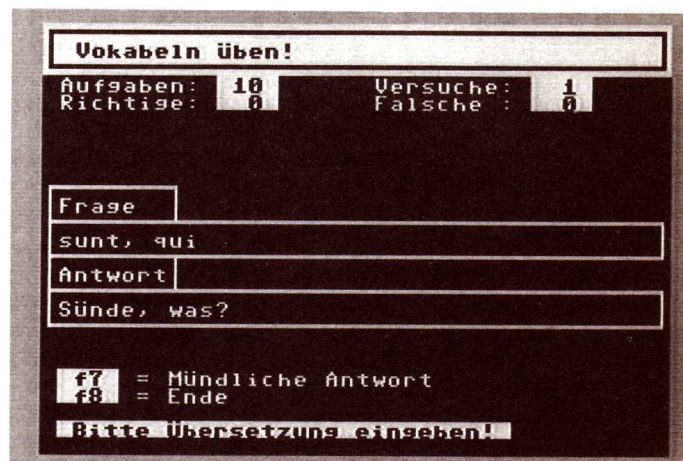 Vokabeln üben!
Aufgaben: 10 Versuche: 1
Richtige: 0 Falsche : 0
Frage
sunt, qui
Antwort
Sünde, was?
f7 = Mündliche Antwort
f8 = Ende
Bitte Übersetzung eingeben!